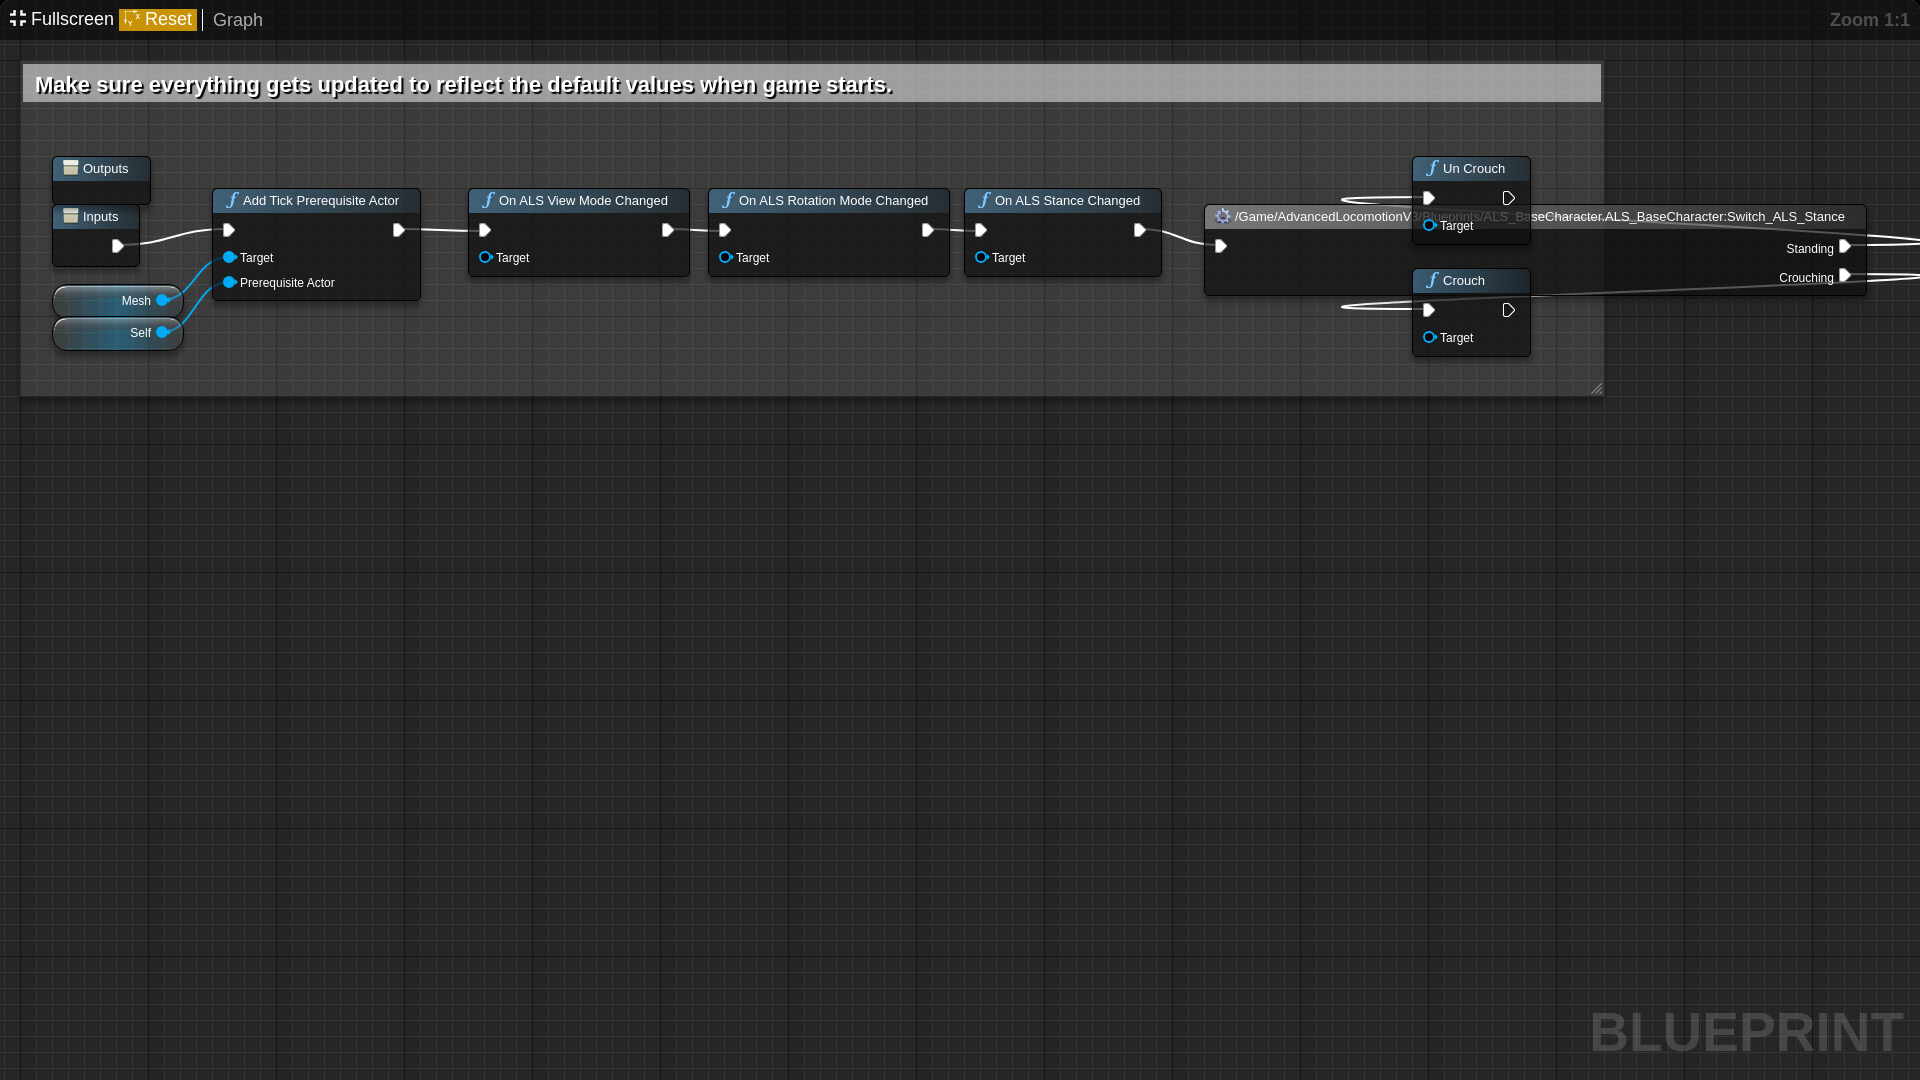 Fullscreen Reset Graph Zoom 1:1
Make sure everything gets updated to reflect the default values when game starts.
Outputs
Inputs
Mesh
Self
Add Tick Prerequisite Actor
Target
Prerequisite Actor
On ALS View Mode Changed
Target
On ALS Rotation Mode Changed
Target
On ALS Stance Changed
Target
/Game/AdvancedLocomotionV3/Blueprints/ALS_BaseCharacter.ALS_BaseCharacter:Switch_ALS_Stance
Standing
Crouching
Un Crouch
Target
Crouch
Target
BLUEPRINT